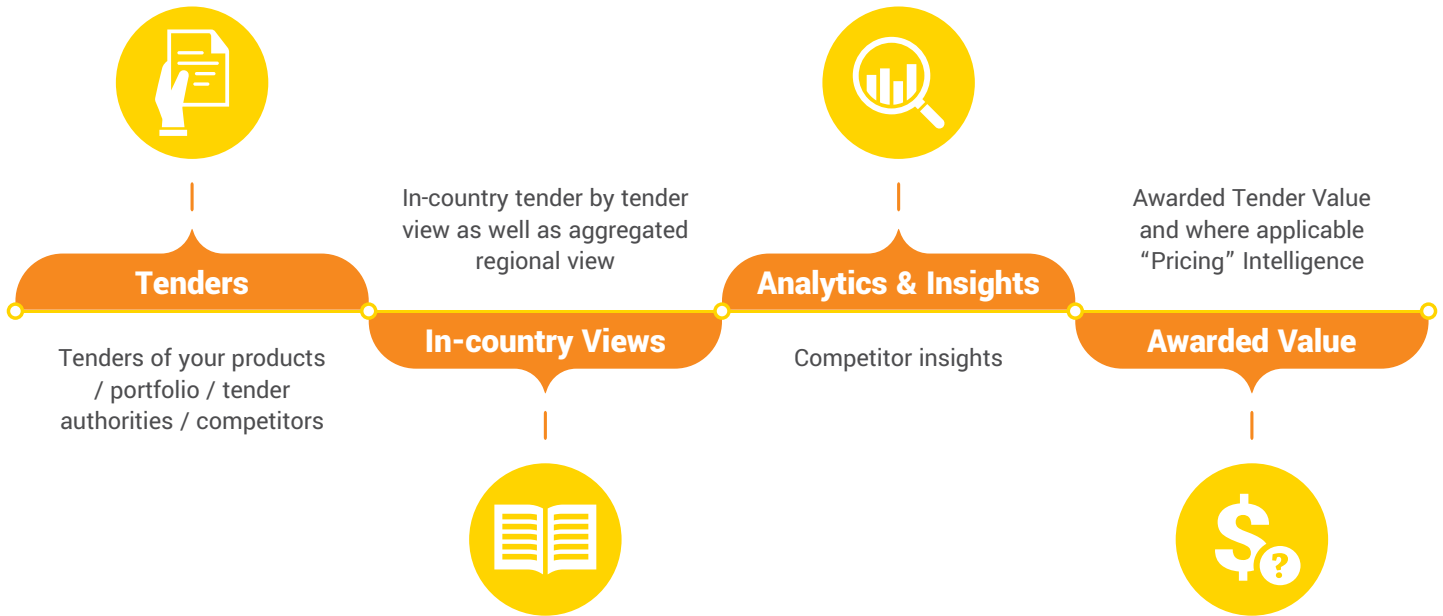 Tenders
Tenders of your products
/ portfolio / tender
authorities / competitors
In-country tender by tender
view as well as aggregated
regional view
In-country Views
Analytics & Insights
Competitor insights
Awarded Tender Value
and where applicable
“Pricing” Intelligence
Awarded Value
$
?